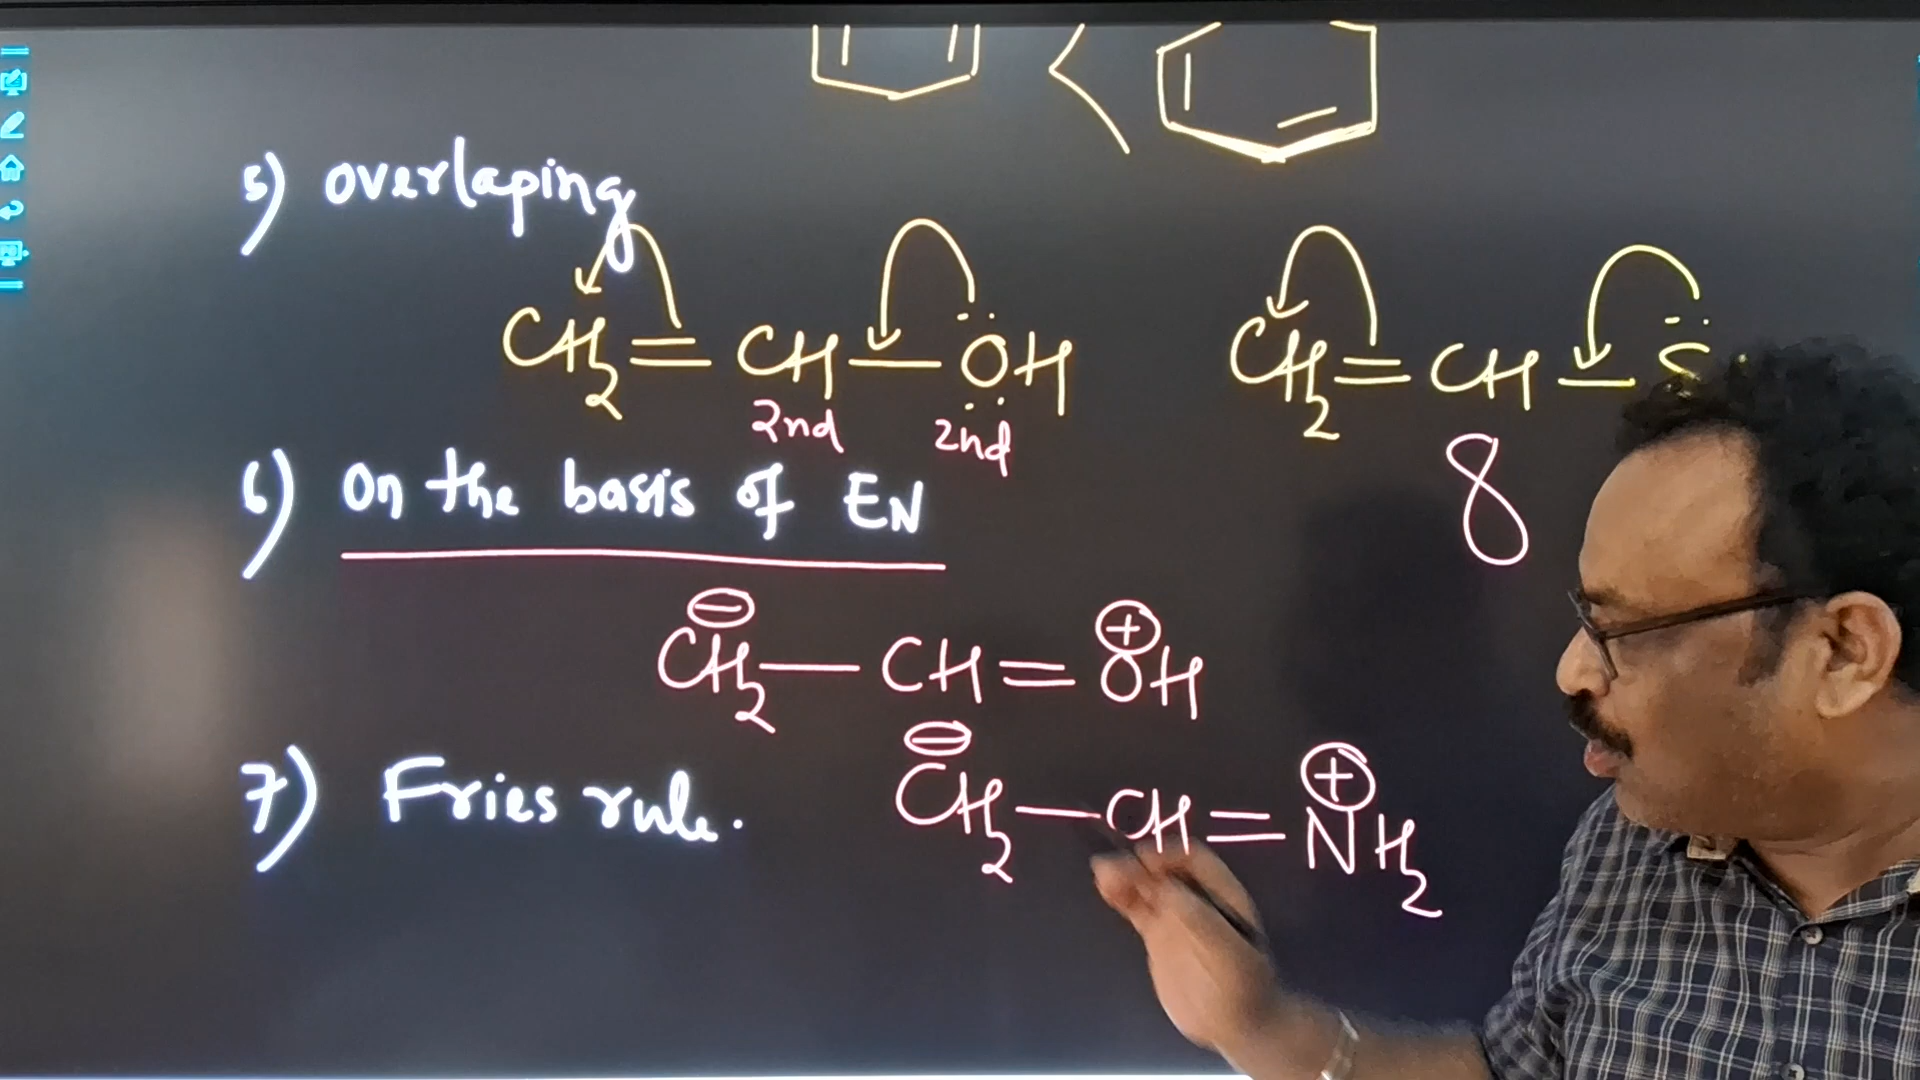 5) overlaping
CH2=CH—ÖH CH2=CH—S
2nd 2nd
6) On the basis of EN
8
⊖ ⊕
CH2—CH=OH
7) Fries rule.
⊖ ⊕
CH2—CH=NH2